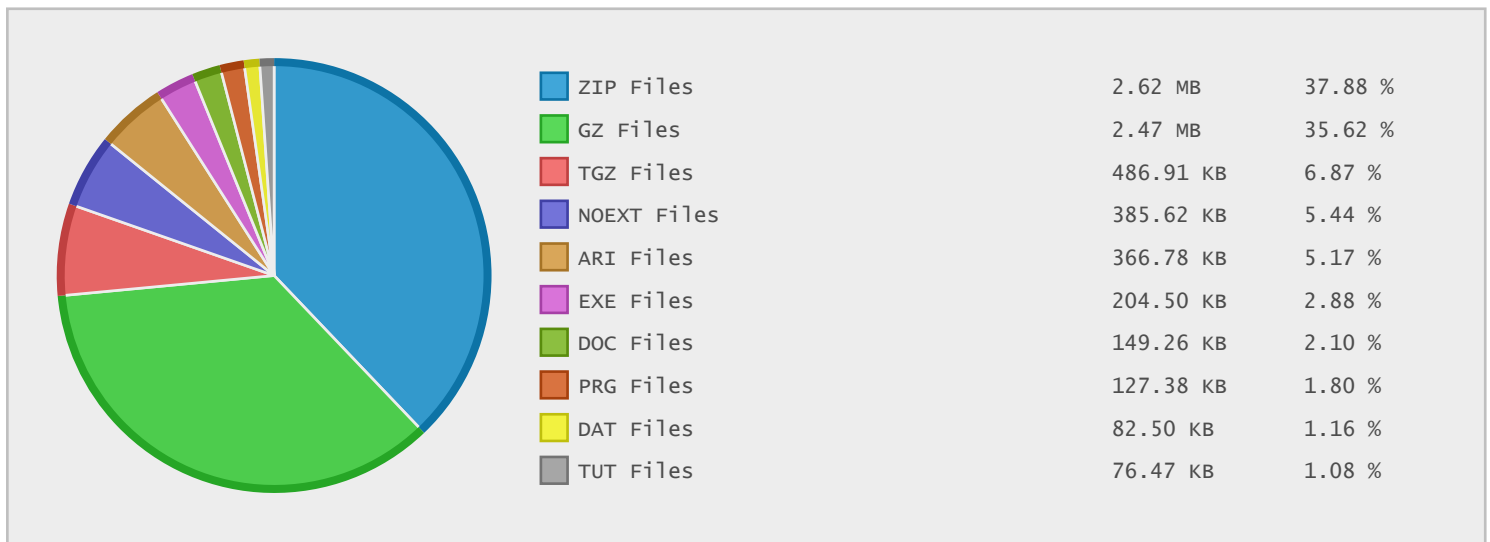 ZIP Files 2.62 MB 37.88 %
GZ Files 2.47 MB 35.62 %
TGZ Files 486.91 KB 6.87 %
NOEXT Files 385.62 KB 5.44 %
ARI Files 366.78 KB 5.17 %
EXE Files 204.50 KB 2.88 %
DOC Files 149.26 KB 2.10 %
PRG Files 127.38 KB 1.80 %
DAT Files 82.50 KB 1.16 %
TUT Files 76.47 KB 1.08 %